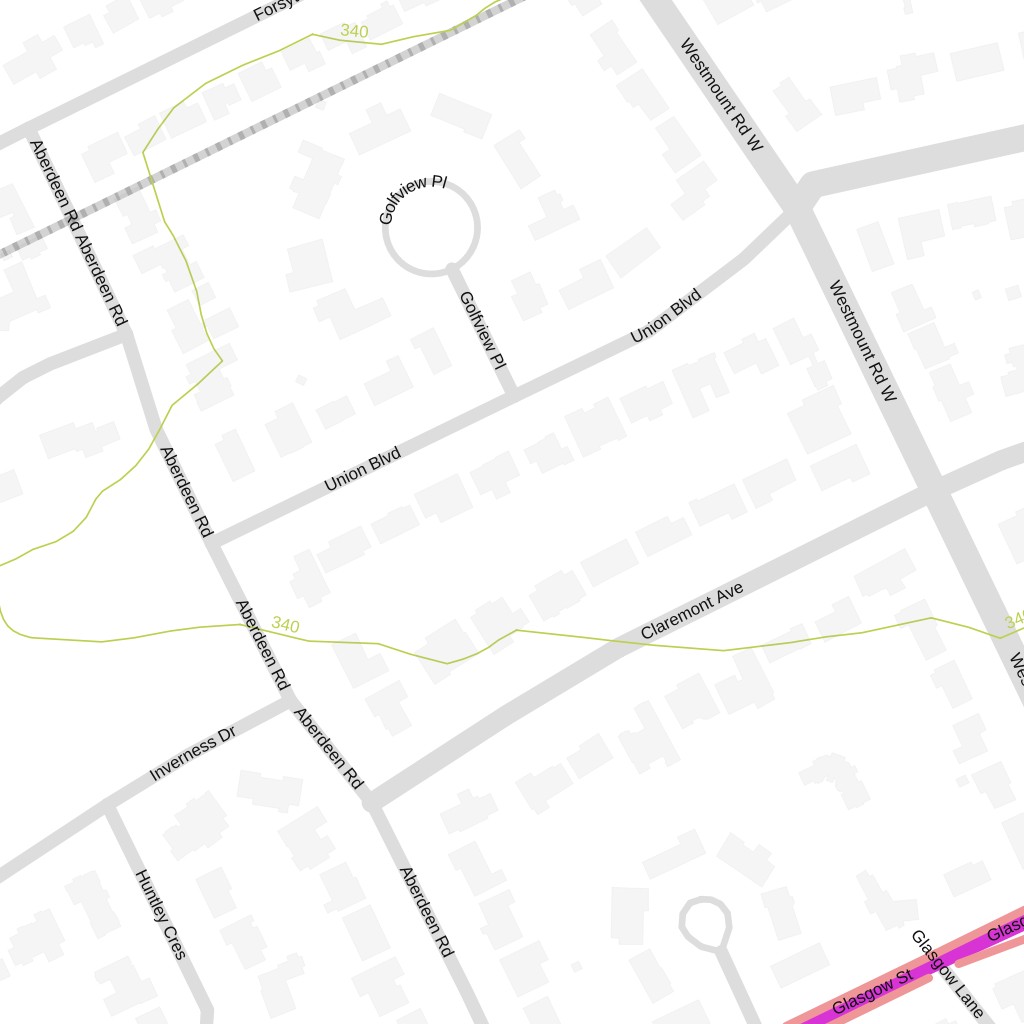 340
Westmount Rd W
Aberdeen Rd
Aberdeen Rd
Golfview Pl
Golfview Pl
Union Blvd
Westmount Rd W
Union Blvd
Aberdeen Rd
Aberdeen Rd
340
Claremont Ave
Aberdeen Rd
Inverness Dr
Huntley Cres
Aberdeen Rd
Glasgow St
Glasgow Lane